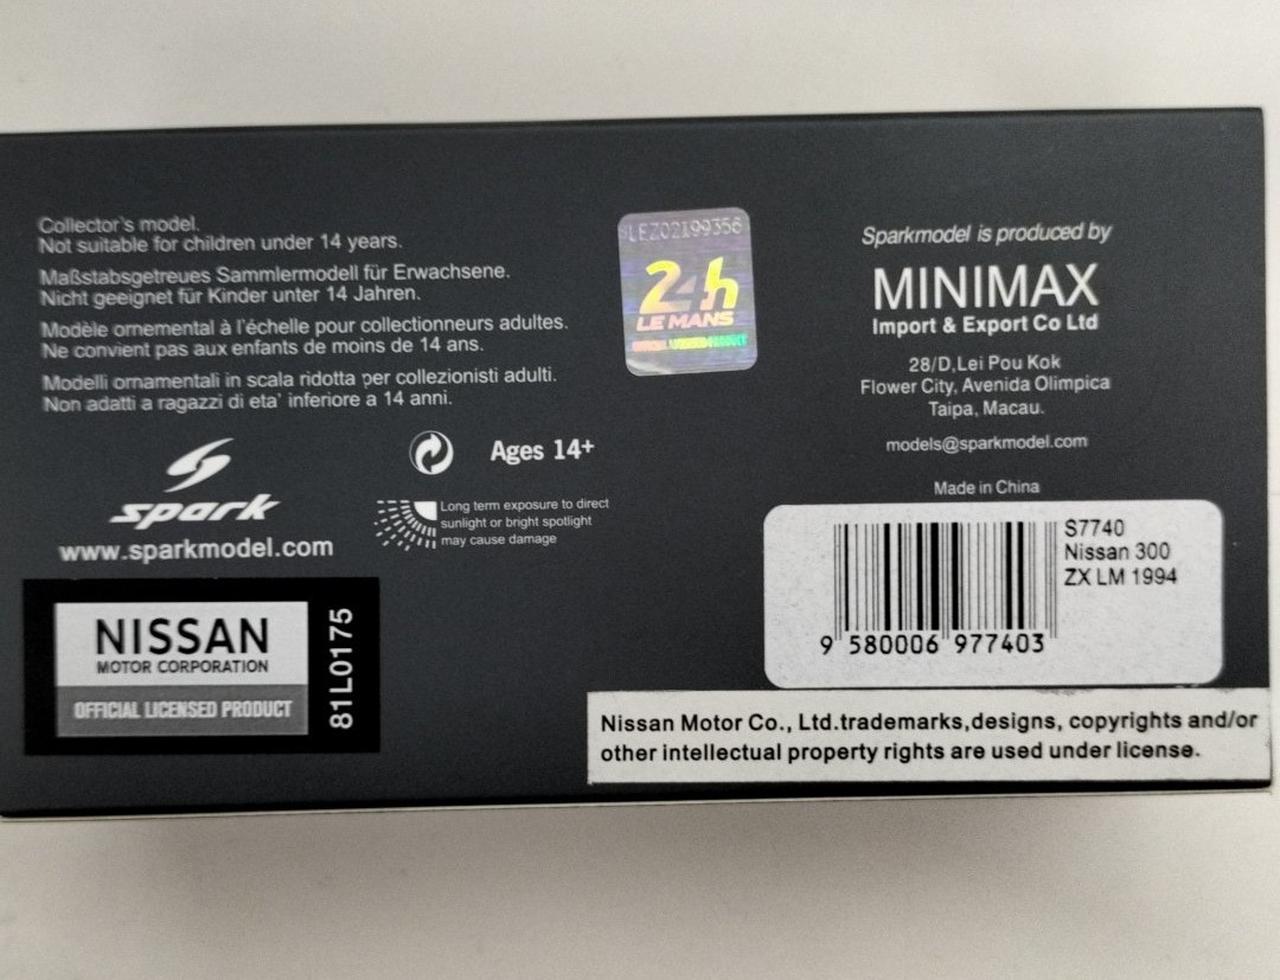 Collector's model.
Not suitable for children under 14 years.
Maßstabsgetreues Sammlermodell für Erwachsene.
Nicht geeignet für Kinder unter 14 Jahren.
Modèle ornemental à l'échelle pour collectionneurs adultes.
Ne convient pas aux enfants de moins de 14 ans.
Modelli ornamentali in scala ridotta per collezionisti adulti.
Non adatti a ragazzi di eta' inferiore a 14 anni.
spark
www.sparkmodel.com
Ages 14+
Long term exposure to direct
sunlight or bright spotlight
may cause damage
NISSAN
MOTOR CORPORATION
OFFICIAL LICENSED PRODUCT
81L0175
LEZ02199356
24h
LE MANS
OFFICIAL LICENSED PRODUCT
Sparkmodel is produced by
MINIMAX
Import & Export Co Ltd
28/D,Lei Pou Kok
Flower City, Avenida Olimpica
Taipa, Macau.
models@sparkmodel.com
Made in China
S7740
Nissan 300
ZX LM 1994
9 580006 977403
Nissan Motor Co., Ltd.trademarks,designs, copyrights and/or
other intellectual property rights are used under license.